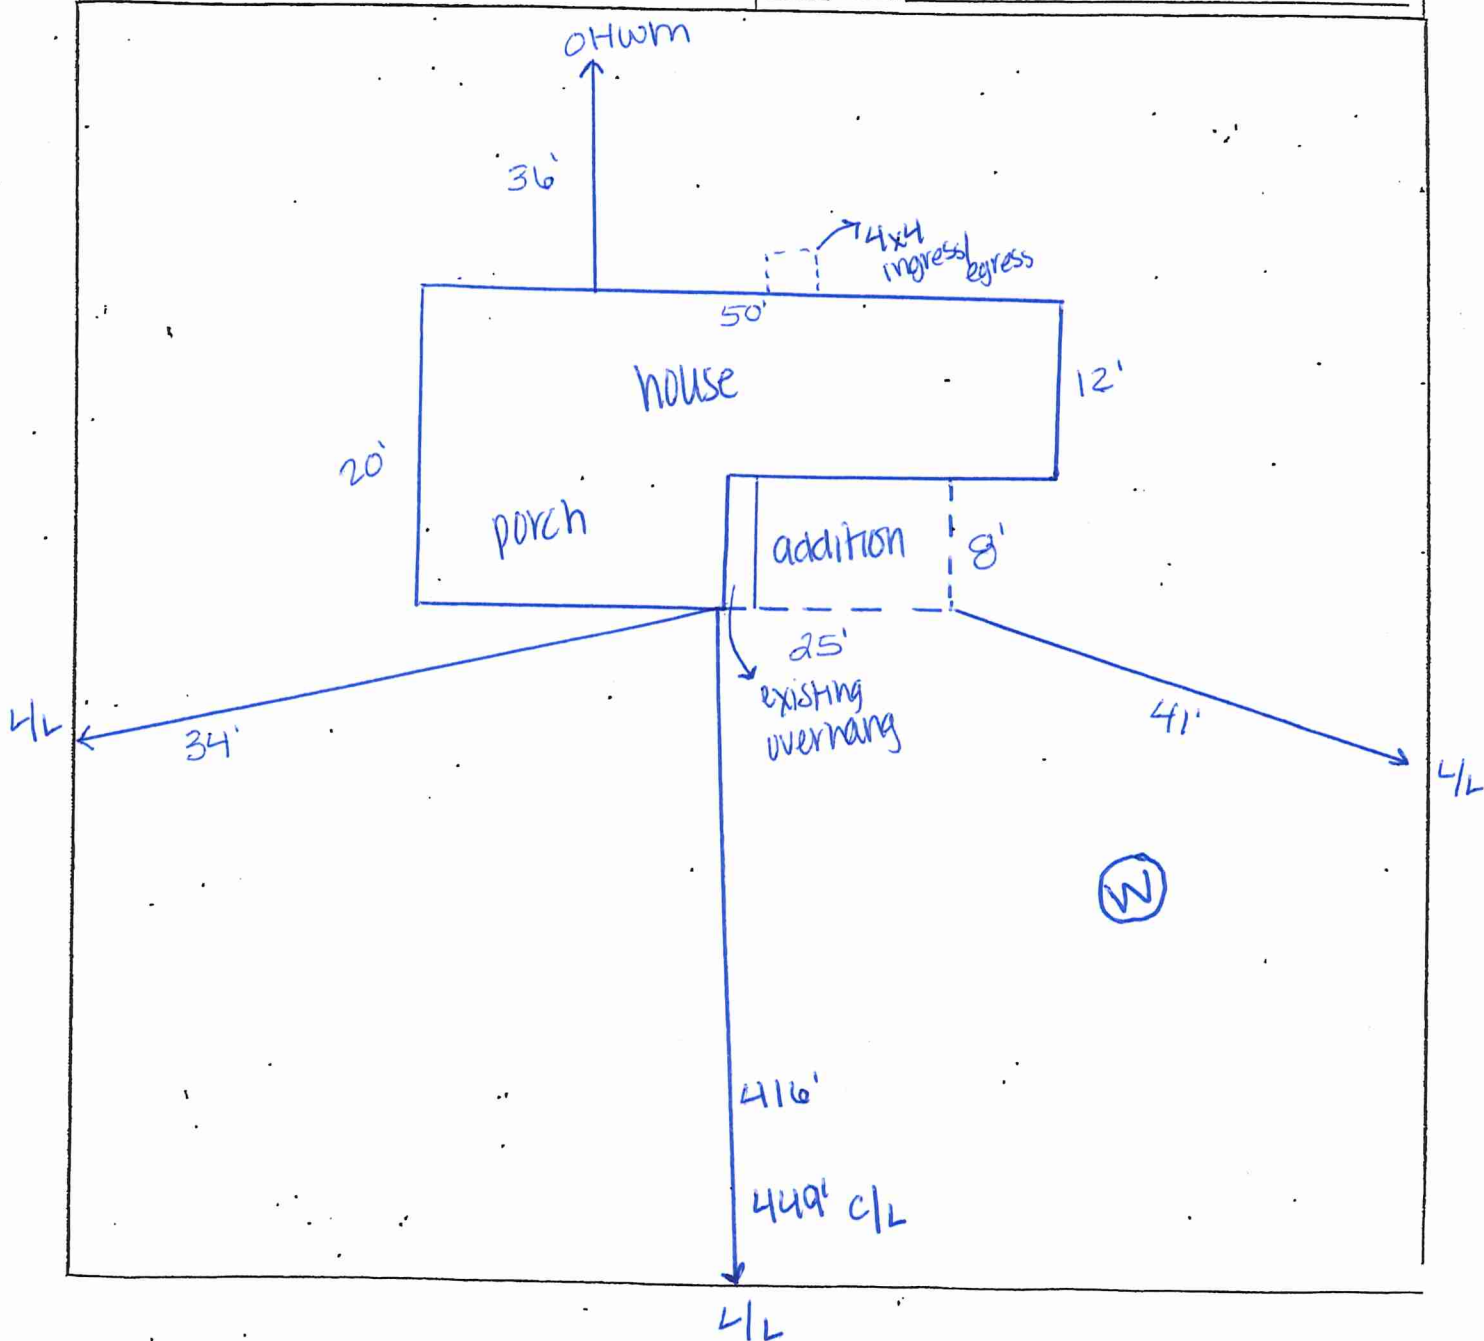 OHWM
36'
4x4
ingress/
egress
50'
house
12'
20'
porch
addition
8'
25'
existing
overhang
L/L
34'
41'
L/L
W
416'
449' C/L
L/L